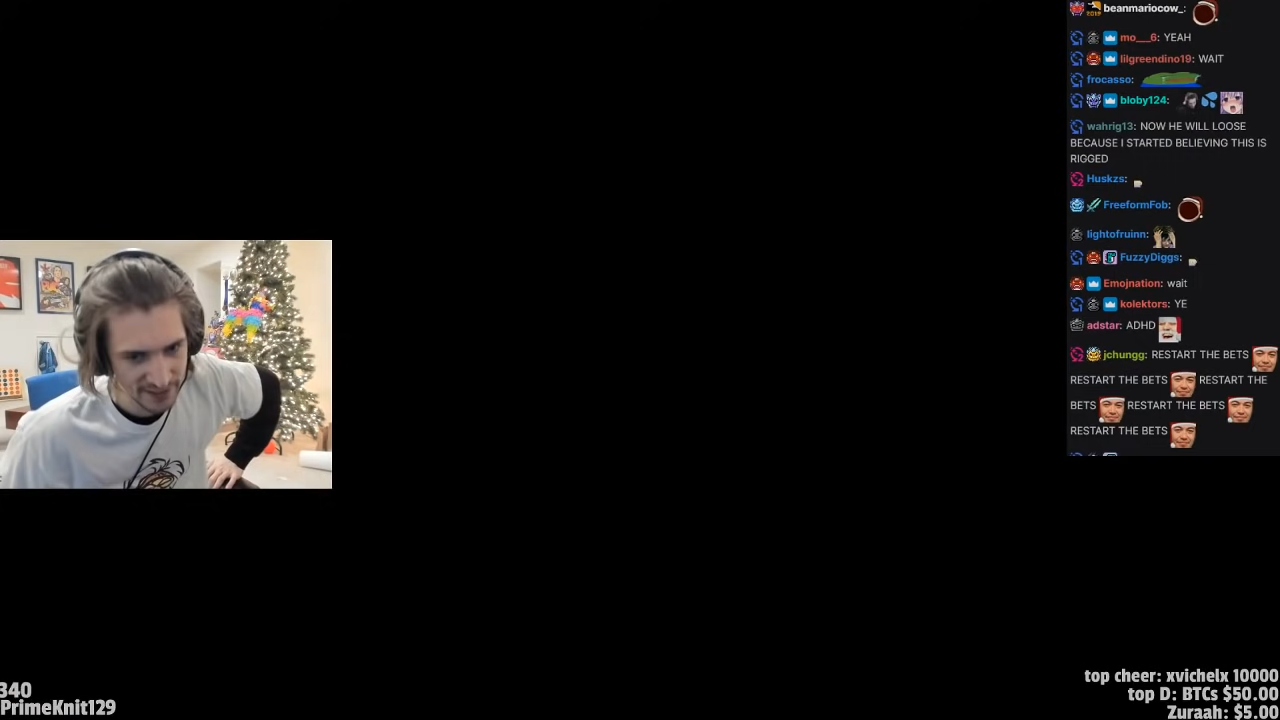 beanmariocow_:
mo___6: YEAH
lilgreendino19: WAIT
frocasso:
bloby124:
wahrig13: NOW HE WILL LOOSE
BECAUSE I STARTED BELIEVING THIS IS
RIGGED
Huskzs:
FreeformFob:
lightofruinn:
FuzzyDiggs:
Emojnation: wait
kolektors: YE
adstar: ADHD
jchungg: RESTART THE BETS
RESTART THE BETS RESTART THE
BETS RESTART THE BETS
RESTART THE BETS
340
PrimeKnit129
top cheer: xvichelx 10000
top D: BTCs $50.00
Zuraah: $5.00